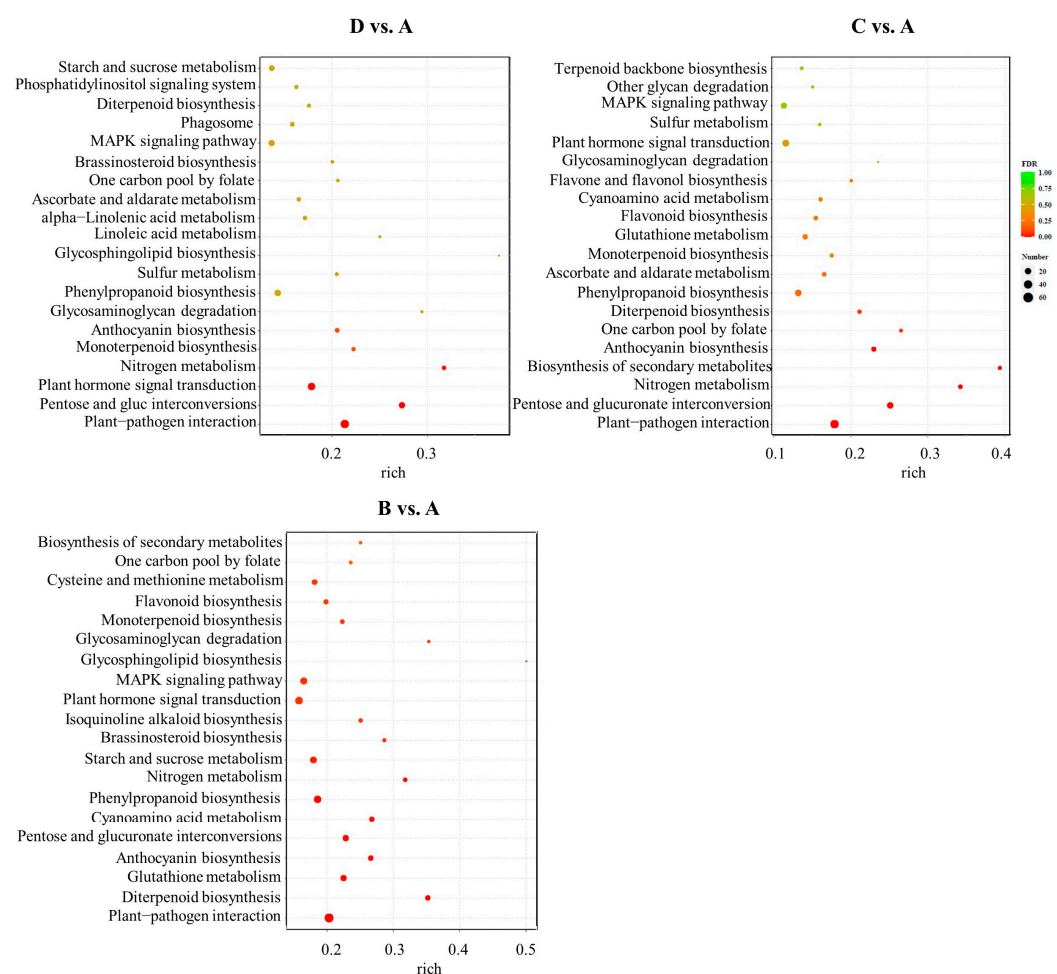 D vs. A
Starch and sucrose metabolism
Phosphatidylinositol signaling system
Diterpenoid biosynthesis
Phagosome
MAPK signaling pathway
Brassinosteroid biosynthesis
One carbon pool by folate
Ascorbate and aldarate metabolism
alpha−Linolenic acid metabolism
Linoleic acid metabolism
Glycosphingolipid biosynthesis
Sulfur metabolism
Phenylpropanoid biosynthesis
Glycosaminoglycan degradation
Anthocyanin biosynthesis
Monoterpenoid biosynthesis
Nitrogen metabolism
Plant hormone signal transduction
Pentose and gluc interconversions
Plant−pathogen interaction
0.2 0.3
rich
C vs. A
Terpenoid backbone biosynthesis
Other glycan degradation
MAPK signaling pathway
Sulfur metabolism
Plant hormone signal transduction
Glycosaminoglycan degradation
Flavone and flavonol biosynthesis
Cyanoamino acid metabolism
Flavonoid biosynthesis
Glutathione metabolism
Monoterpenoid biosynthesis
Ascorbate and aldarate metabolism
Phenylpropanoid biosynthesis
Diterpenoid biosynthesis
One carbon pool by folate
Anthocyanin biosynthesis
Biosynthesis of secondary metabolites
Nitrogen metabolism
Pentose and glucuronate interconversion
Plant−pathogen interaction
0.1 0.2 0.3 0.4
rich
FDR
1.00
0.75
0.50
0.25
0.00
Number
20
40
60
B vs. A
Biosynthesis of secondary metabolites
One carbon pool by folate
Cysteine and methionine metabolism
Flavonoid biosynthesis
Monoterpenoid biosynthesis
Glycosaminoglycan degradation
Glycosphingolipid biosynthesis
MAPK signaling pathway
Plant hormone signal transduction
Isoquinoline alkaloid biosynthesis
Brassinosteroid biosynthesis
Starch and sucrose metabolism
Nitrogen metabolism
Phenylpropanoid biosynthesis
Cyanoamino acid metabolism
Pentose and glucuronate interconversions
Anthocyanin biosynthesis
Glutathione metabolism
Diterpenoid biosynthesis
Plant−pathogen interaction
0.2 0.3 0.4 0.5
rich